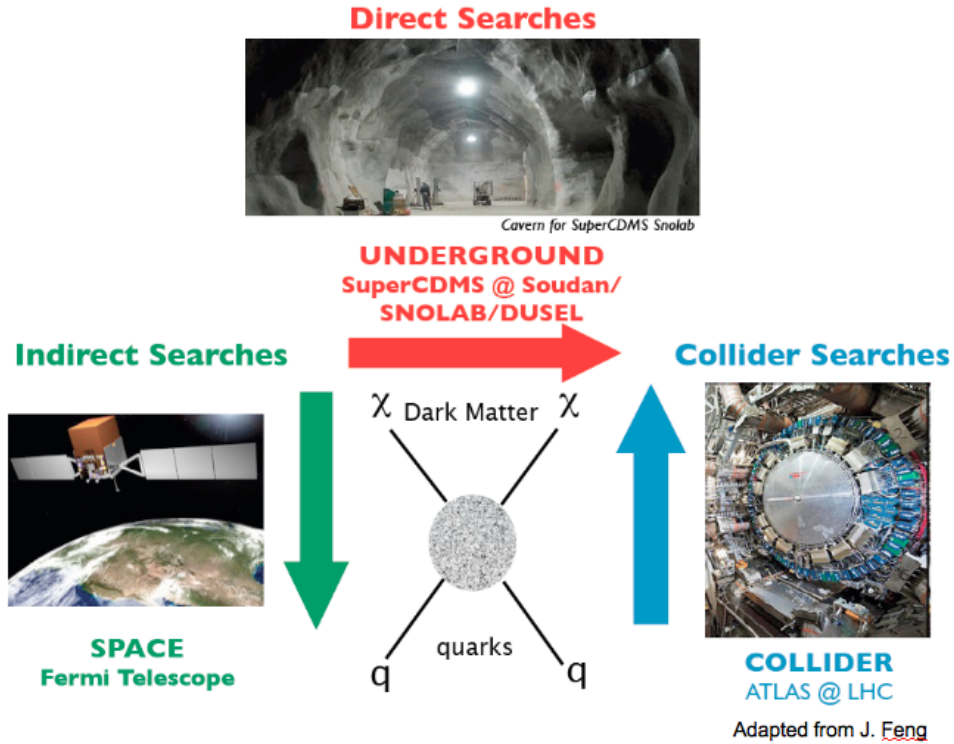 Direct Searches
Cavern for SuperCDMS Snolab
UNDERGROUND
SuperCDMS @ Soudan/
SNOLAB/DUSEL
Indirect Searches
Collider Searches
χ Dark Matter χ
quarks
q q
SPACE
Fermi Telescope
COLLIDER
ATLAS @ LHC
Adapted from J. Feng